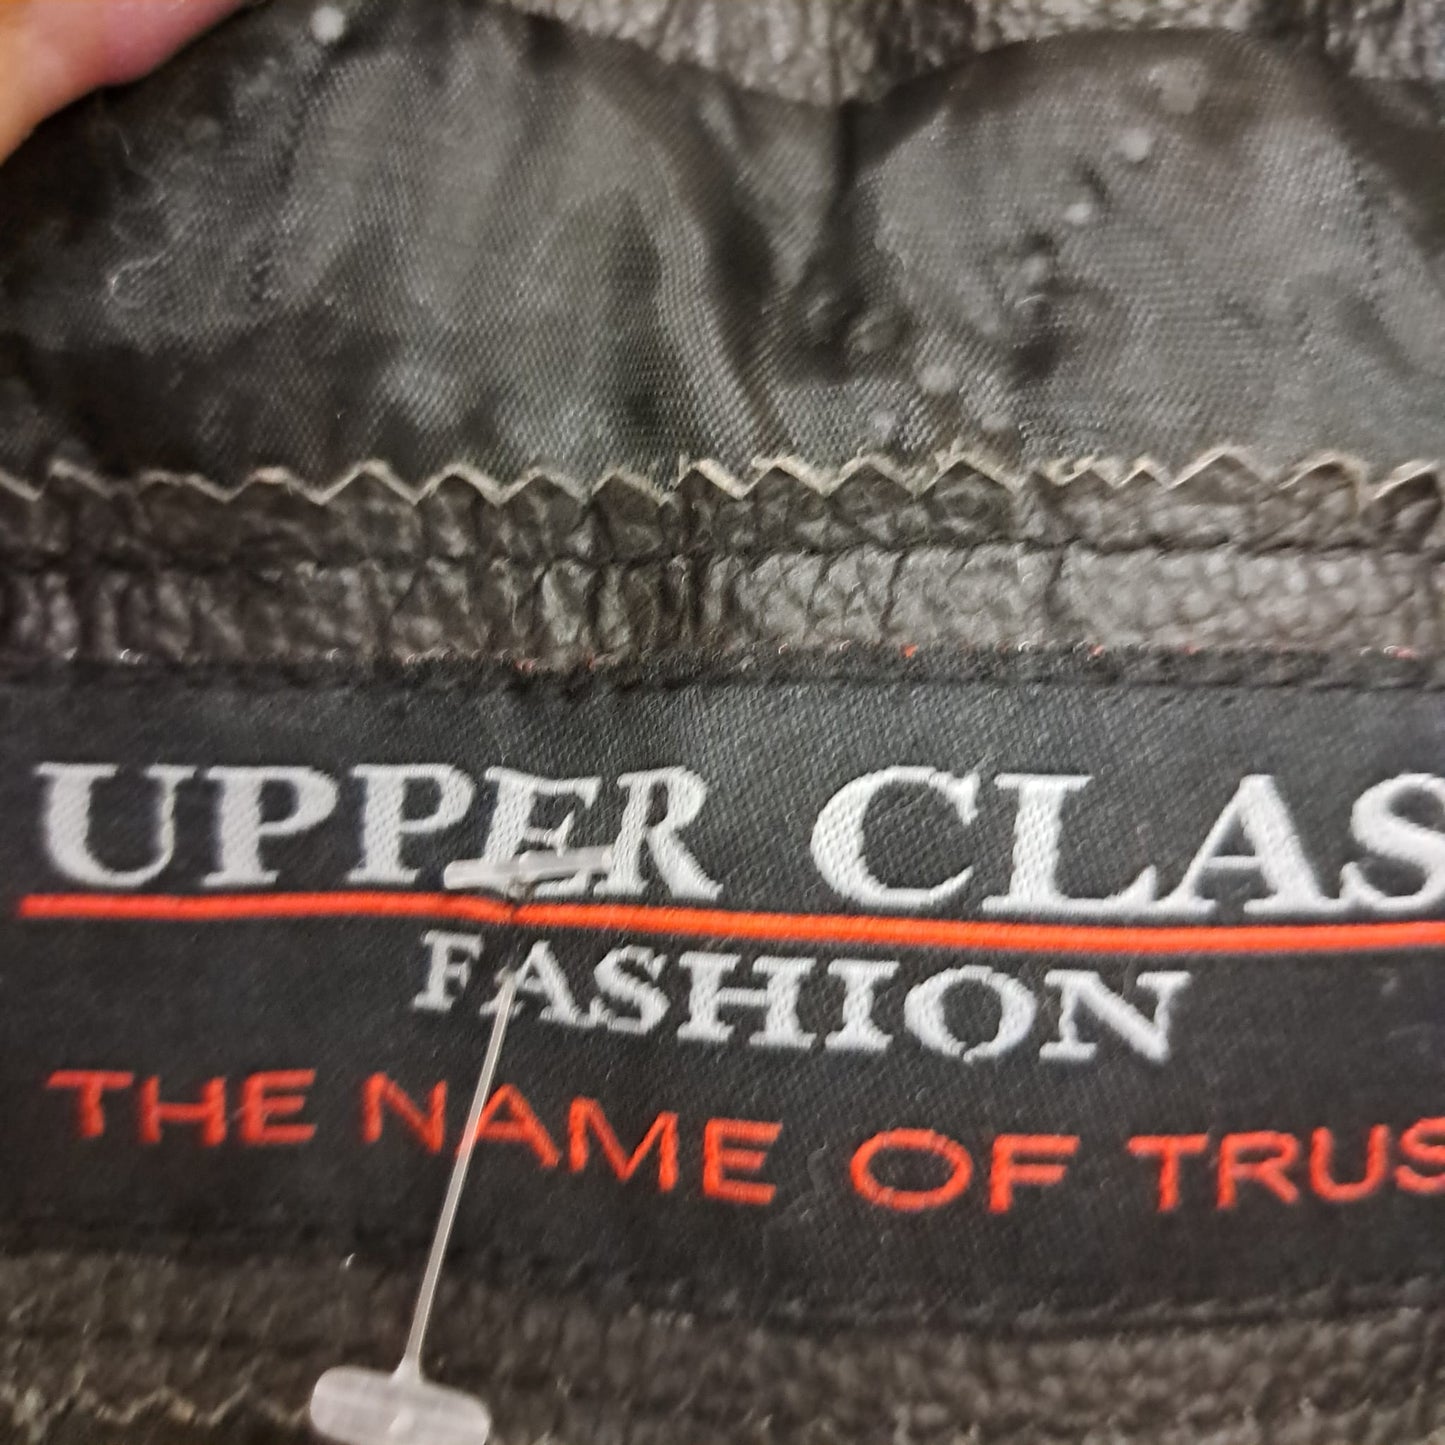 UPPER CLAS
FASHION
THE NAME OF TRUS